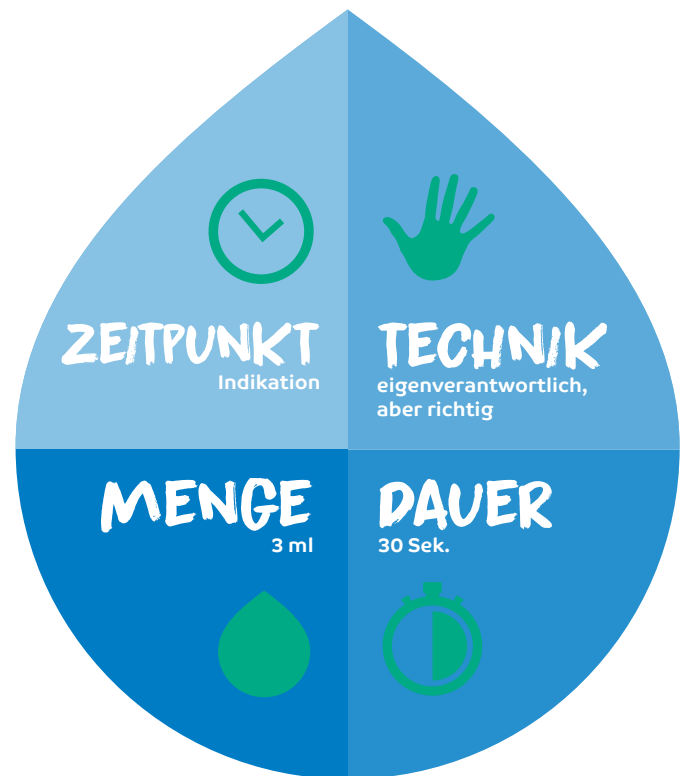 ZEITPUNKT
Indikation
TECHNIK
eigenverantwortlich,
aber richtig
MENGE
3 ml
DAUER
30 Sek.